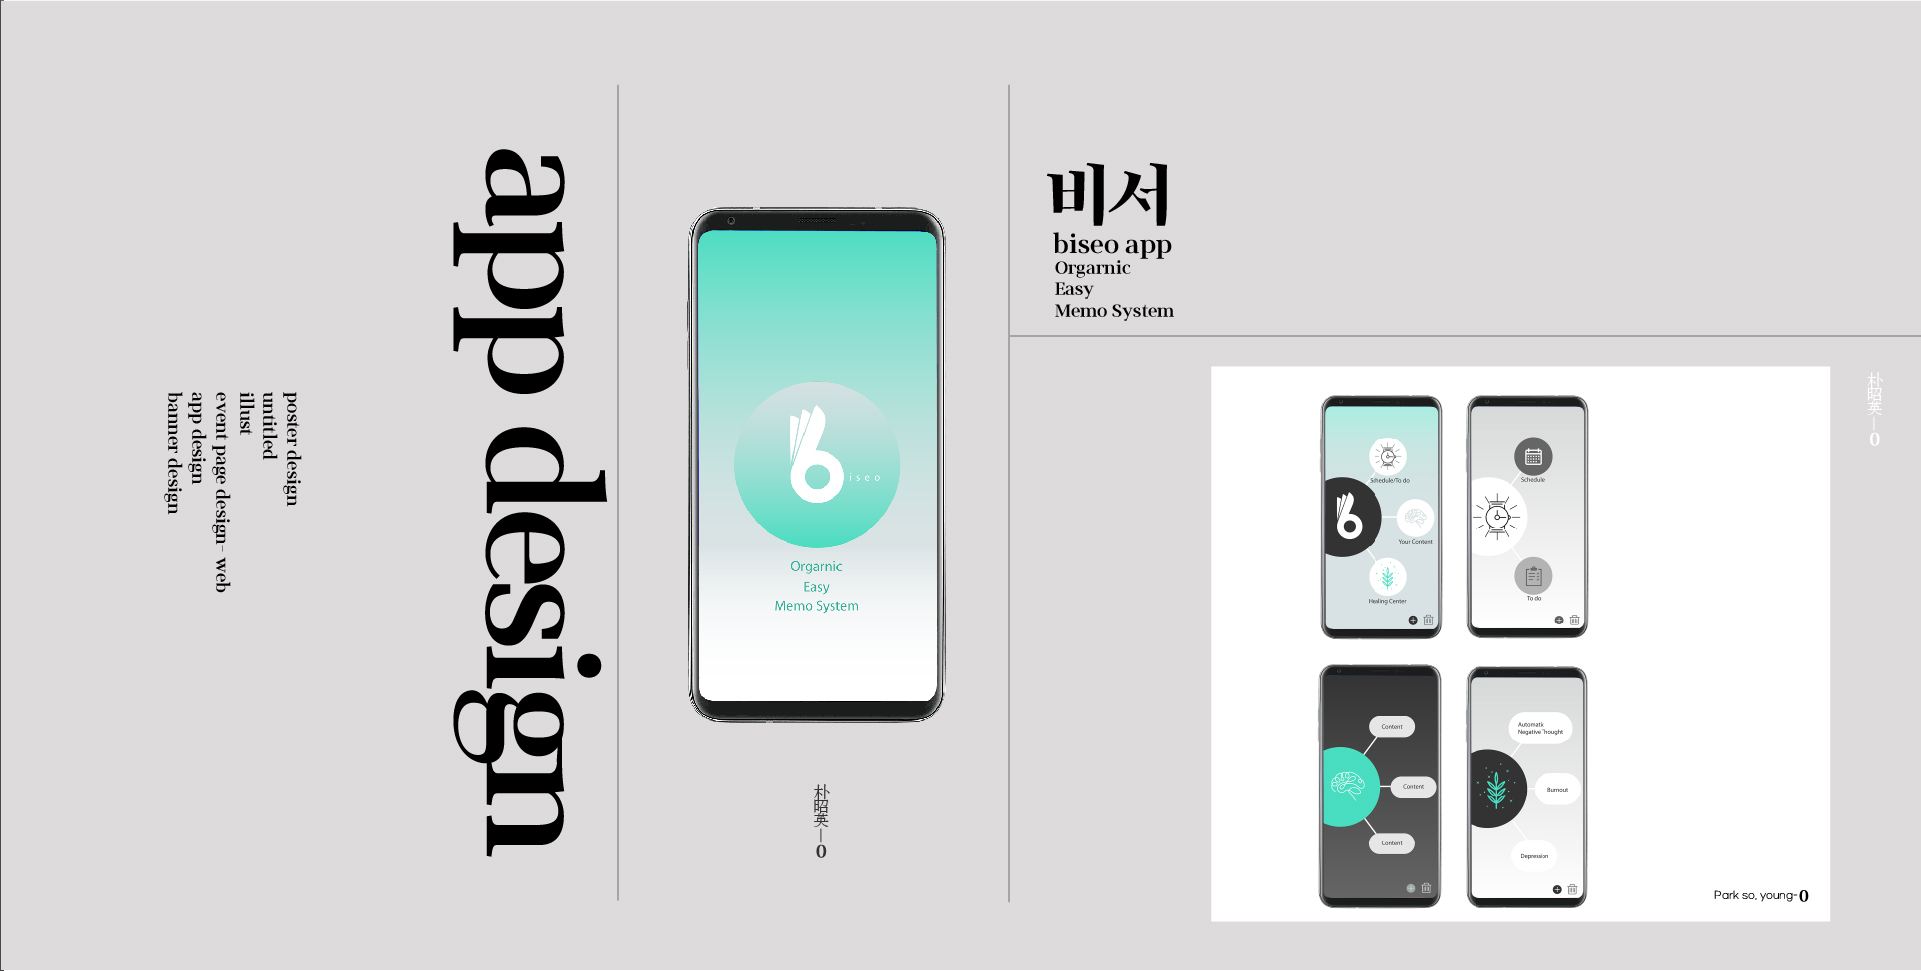 poster design
untitled
illust
event page design- web
app design
banner design
app design
b iseo
Orgarnic
Easy
Memo System
朴昭英—0
비서
biseo app
Orgarnic
Easy
Memo System
朴昭英—0
Schedule/To do
Your Content
Healing Center
Schedule
To do
Content
Content
Content
Automatic
Negative Thought
Burnout
Depression
Park so, young-0